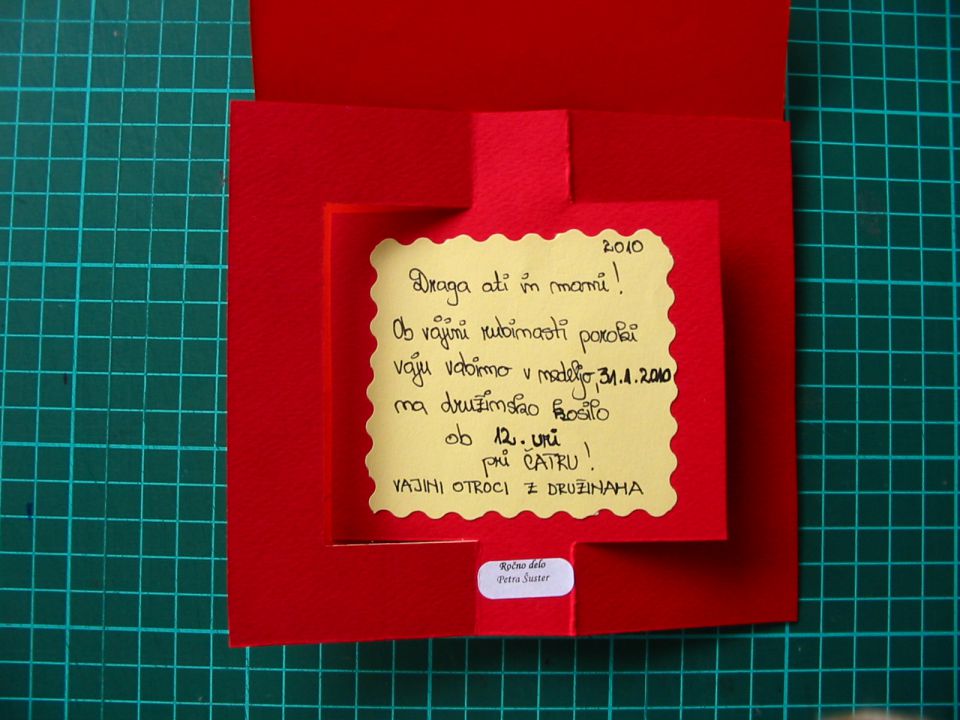 2010
Draga ati in mami!
Ob vajini rubinasti poroki
vaju vabimo v nedeljo, 31.1.2010
na družinsko kosilo
ob 12. uri
pri ČATRU!
VAJINI OTROCI Z DRUŽINAMA
Ročno delo
Petra Šuster